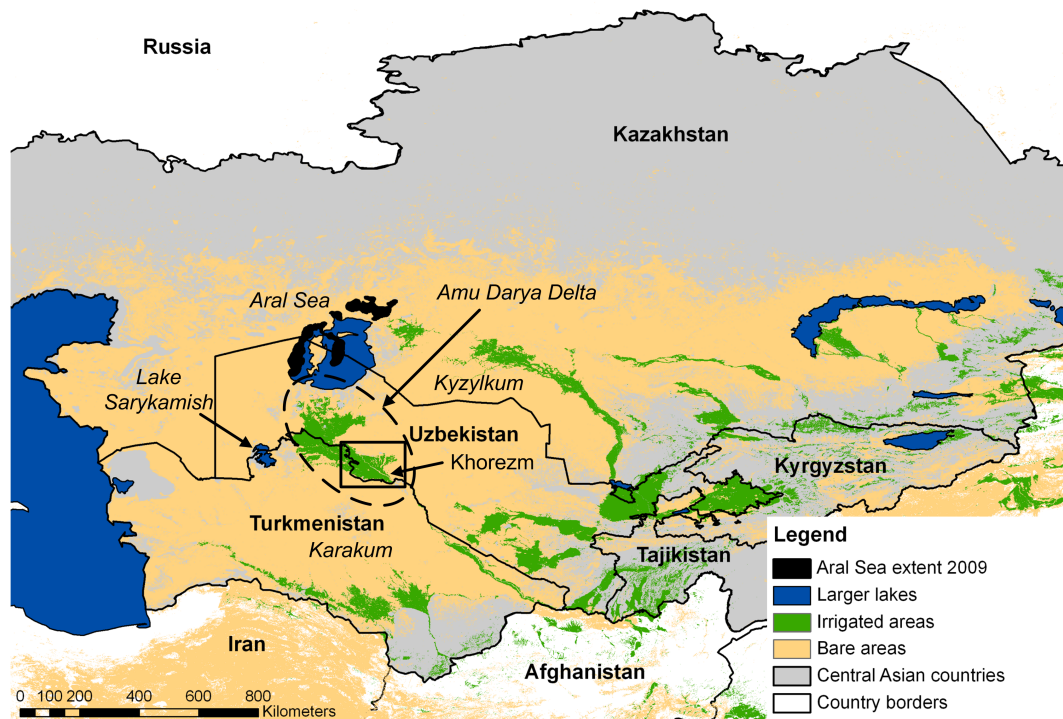 Russia
Kazakhstan
Aral Sea
Amu Darya Delta
Lake
Sarykamish
Kyzylkum
Uzbekistan
Khorezm
Kyrgyzstan
Turkmenistan
Karakum
Tajikistan
Iran
Afghanistan
Legend
Aral Sea extent 2009
Larger lakes
Irrigated areas
Bare areas
Central Asian countries
Country borders
0 100 200 400 600 800
Kilometers